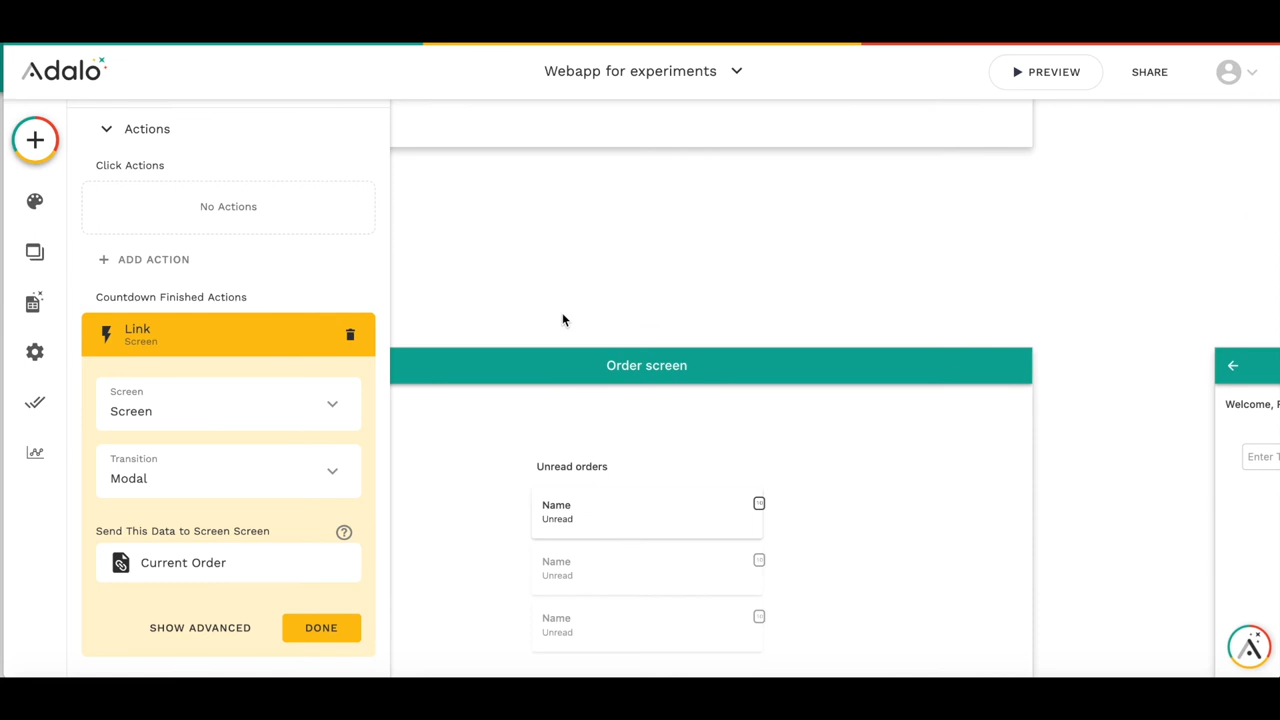 Adalo
Webapp for experiments
PREVIEW
SHARE
Actions
Click Actions
No Actions
+ ADD ACTION
Countdown Finished Actions
Link
Screen
Screen
Screen
Transition
Modal
Send This Data to Screen Screen
?
Current Order
SHOW ADVANCED
DONE
Order screen
Unread orders
Name
Unread
Name
Unread
Name
Unread
Welcome, F
Enter T